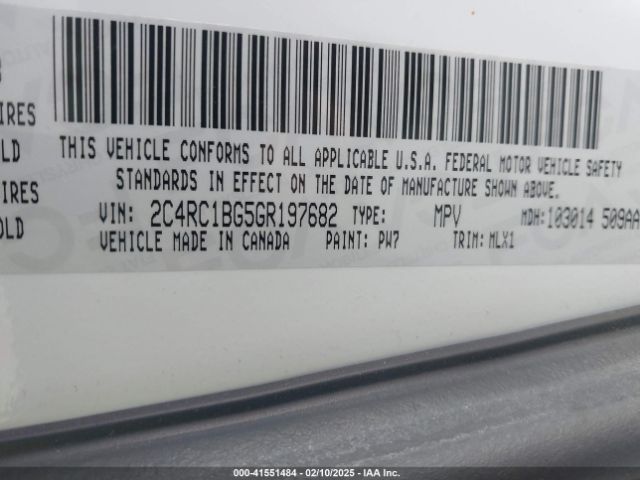 IRES
LD
IRES
OLD
THIS VEHICLE CONFORMS TO ALL APPLICABLE U.S.A. FEDERAL MOTOR VEHICLE SAFETY
STANDARDS IN EFFECT ON THE DATE OF MANUFACTURE SHOWN ABOVE.
VIN: 2C4RC1BG5GR197682 TYPE: MPV MDH: 103014 509AA
VEHICLE MADE IN CANADA PAINT: PW7 TRIM: MLX1
000-41551484 - 02/10/2025 - IAA Inc.